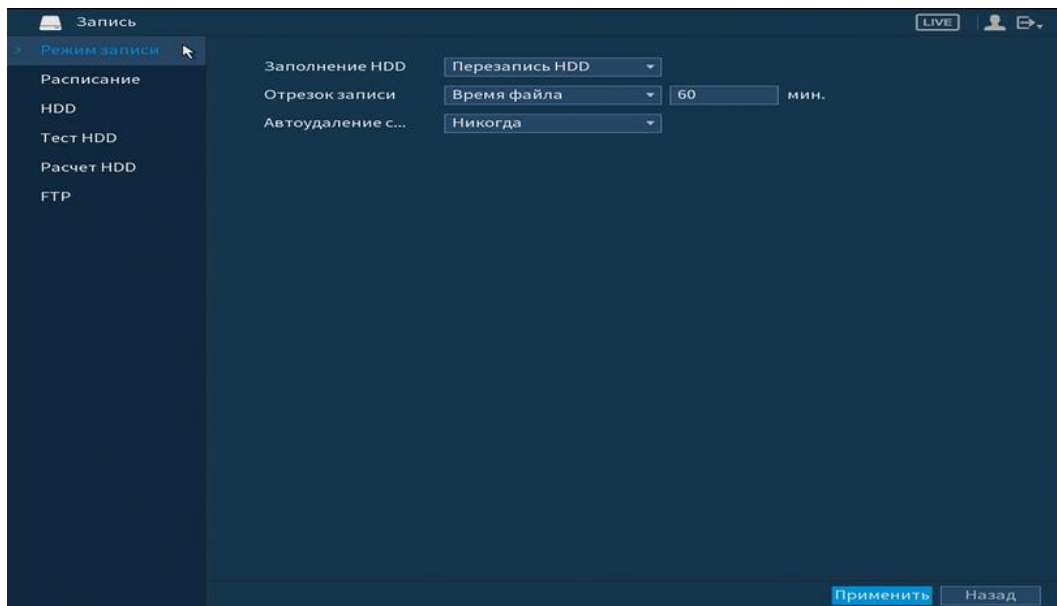 Запись
LIVE
Режим записи
Расписание
HDD
Тест HDD
Расчет HDD
FTP
Заполнение HDD Перезапись HDD
Отрезок записи Время файла 60 мин.
Автоудаление с... Никогда
Применить Назад